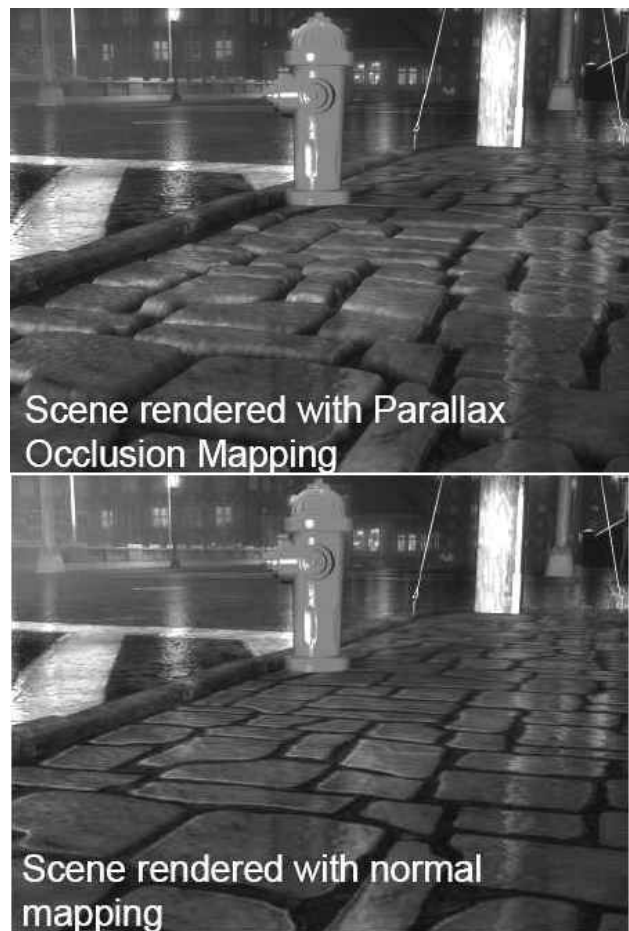 Scene rendered with Parallax
Occlusion Mapping
Scene rendered with normal
mapping